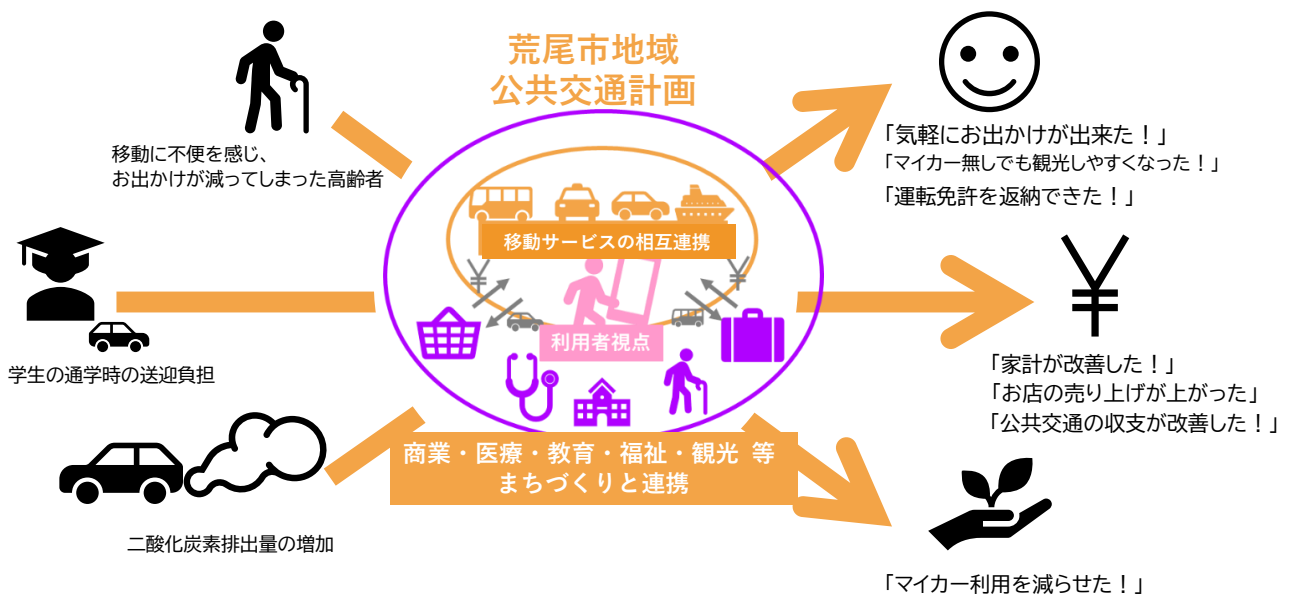 荒尾市地域
公共交通計画
移動に不便を感じ、
お出かけが減ってしまった高齢者
学生の通学時の送迎負担
二酸化炭素排出量の増加
移動サービスの相互連携
¥
¥
利用者視点
商業・医療・教育・福祉・観光 等
まちづくりと連携
「気軽にお出かけが出来た！」
「マイカー無しでも観光しやすくなった！」
「運転免許を返納できた！」
¥
「家計が改善した！」
「お店の売り上げが上がった」
「公共交通の収支が改善した！」
「マイカー利用を減らせた！」